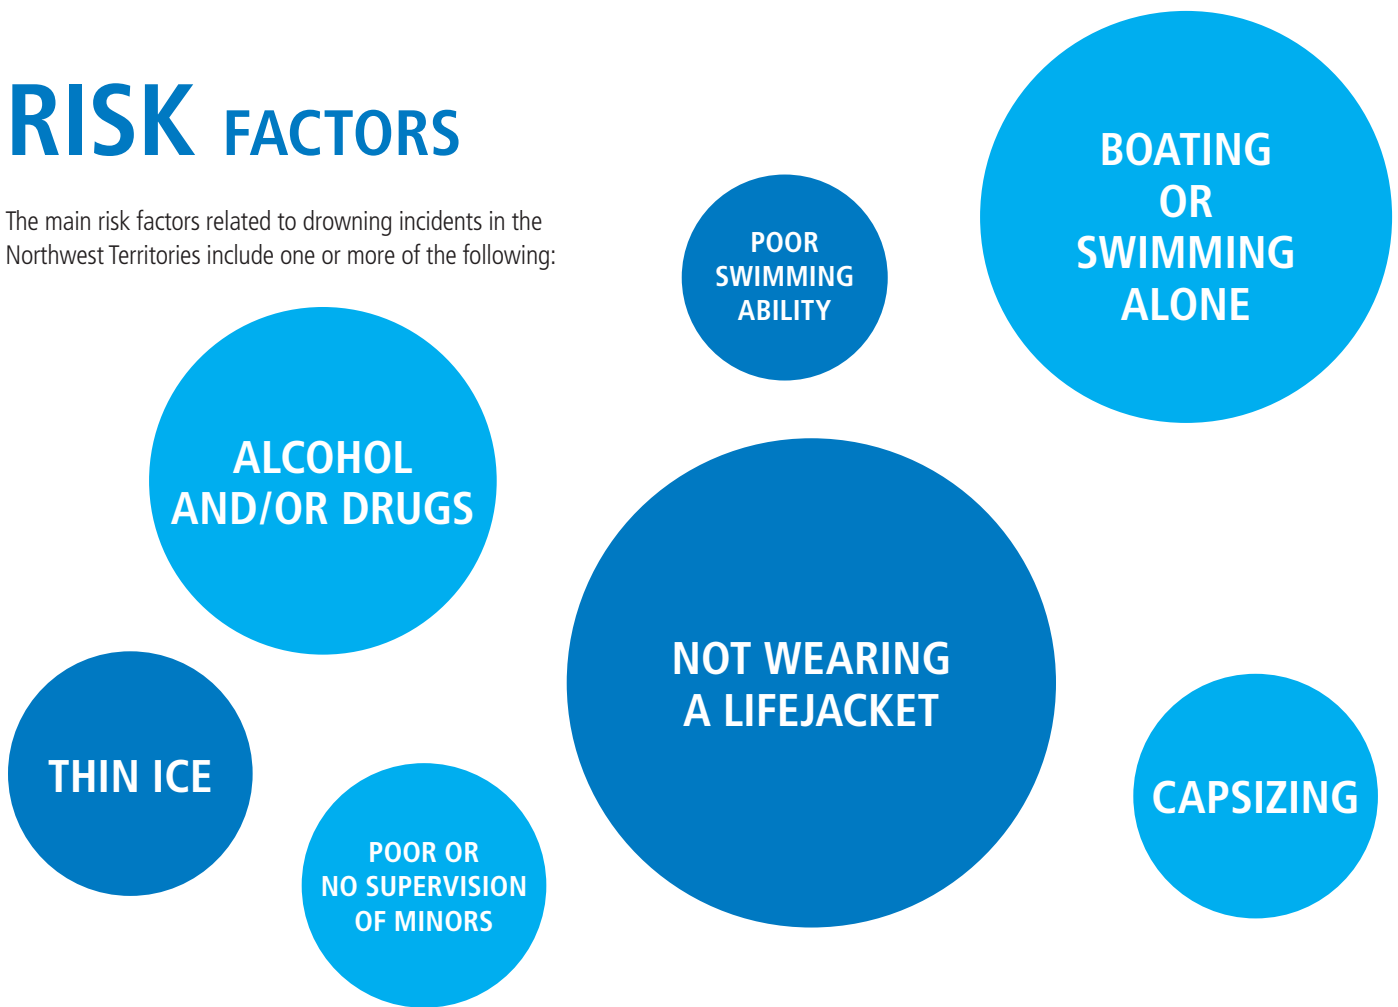 RISK FACTORS
The main risk factors related to drowning incidents in the
Northwest Territories include one or more of the following:
POOR
SWIMMING
ABILITY
BOATING
OR
SWIMMING
ALONE
ALCOHOL
AND/OR DRUGS
NOT WEARING
A LIFEJACKET
THIN ICE
POOR OR
NO SUPERVISION
OF MINORS
CAPSIZING